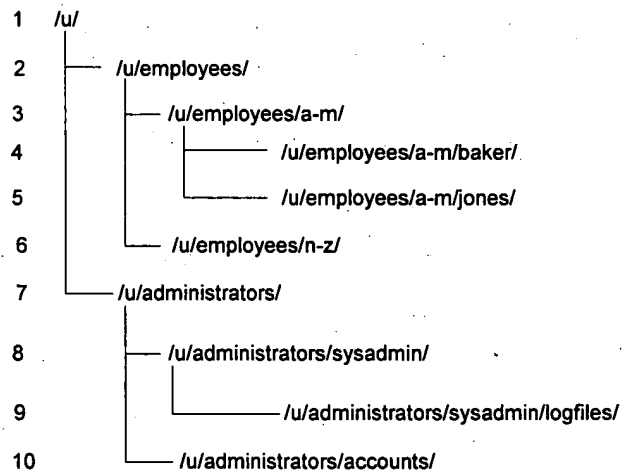 1 /u/
2 /u/employees/
3 /u/employees/a-m/
4 /u/employees/a-m/baker/
5 /u/employees/a-m/jones/
6 /u/employees/n-z/
7 /u/administrators/
8 /u/administrators/sysadmin/
9 /u/administrators/sysadmin/logfiles/
10 /u/administrators/accounts/